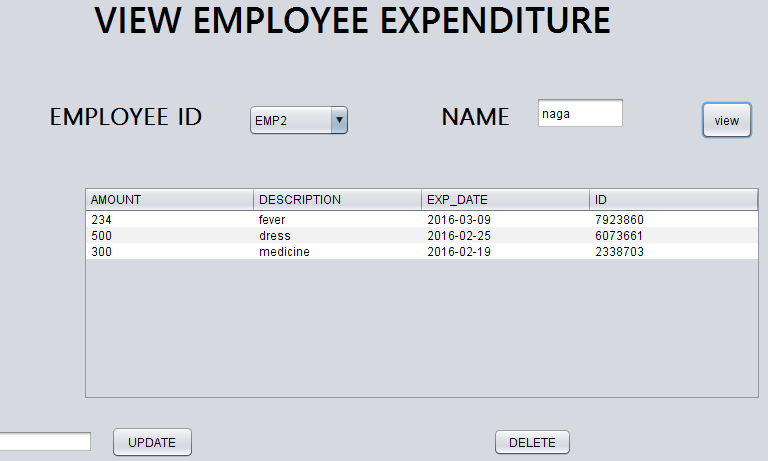 VIEW EMPLOYEE EXPENDITURE
EMPLOYEE ID EMP2 NAME naga view
AMOUNT DESCRIPTION EXP_DATE ID
234 fever 2016-03-09 7923860
500 dress 2016-02-25 6073661
300 medicine 2016-02-19 2338703
UPDATE DELETE